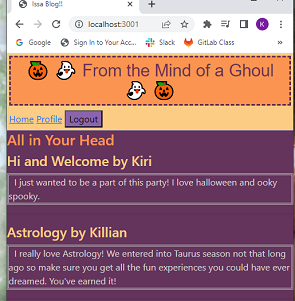 Issa Blog!!
localhost:3001
K
Google
Sign In to Your Acc...
Slack
GitLab Class
»
From the Mind of a Ghoul
Home Profile Logout
All in Your Head
Hi and Welcome by Kiri
I just wanted to be a part of this party! I love halloween and ooky
spooky.
Astrology by Killian
I really love Astrology! We entered into Taurus season not that long
ago so make sure you get all the fun experiences you could have ever
dreamed. You've earned it!